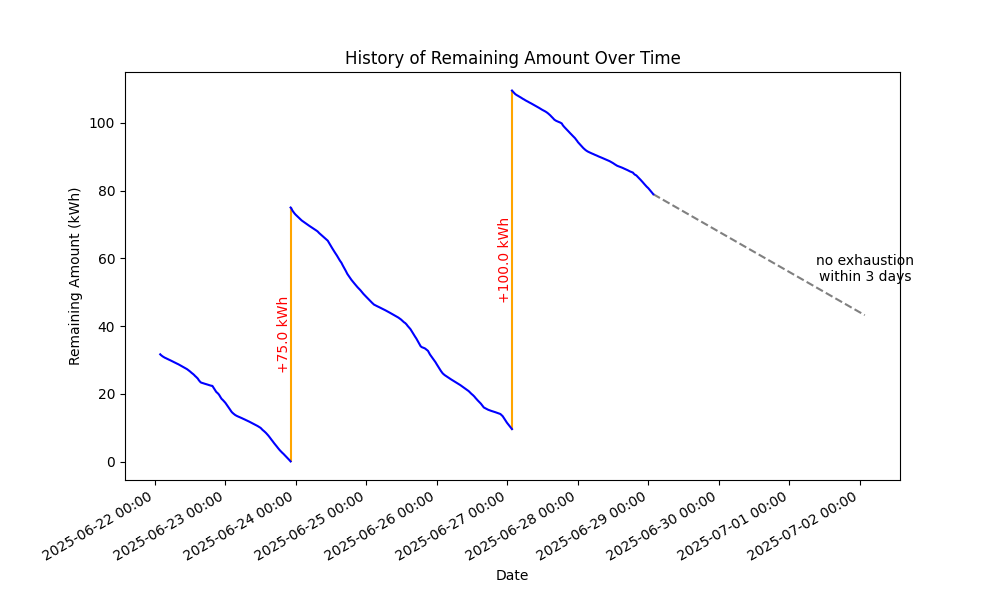 History of Remaining Amount Over Time
Remaining Amount (kWh)
100
80
60
40
20
0
+75.0 kWh
+100.0 kWh
no exhaustion
within 3 days
2025-06-22 00:00
2025-06-23 00:00
2025-06-24 00:00
2025-06-25 00:00
2025-06-26 00:00
2025-06-27 00:00
2025-06-28 00:00
2025-06-29 00:00
2025-06-30 00:00
2025-07-01 00:00
2025-07-02 00:00
Date